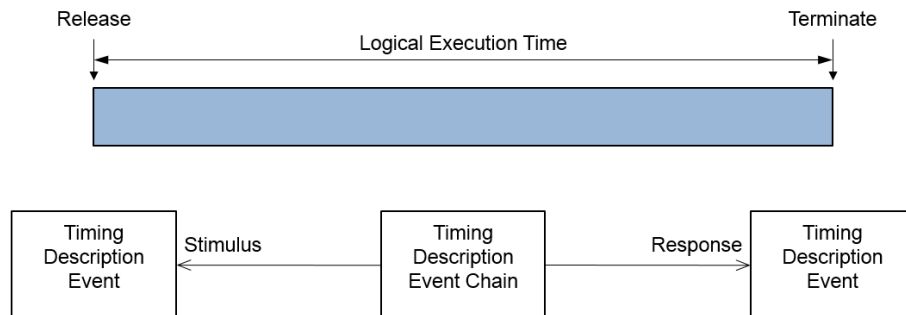 Release
Terminate
Logical Execution Time
Timing
Description
Event
Stimulus
Timing
Description
Event Chain
Response
Timing
Description
Event